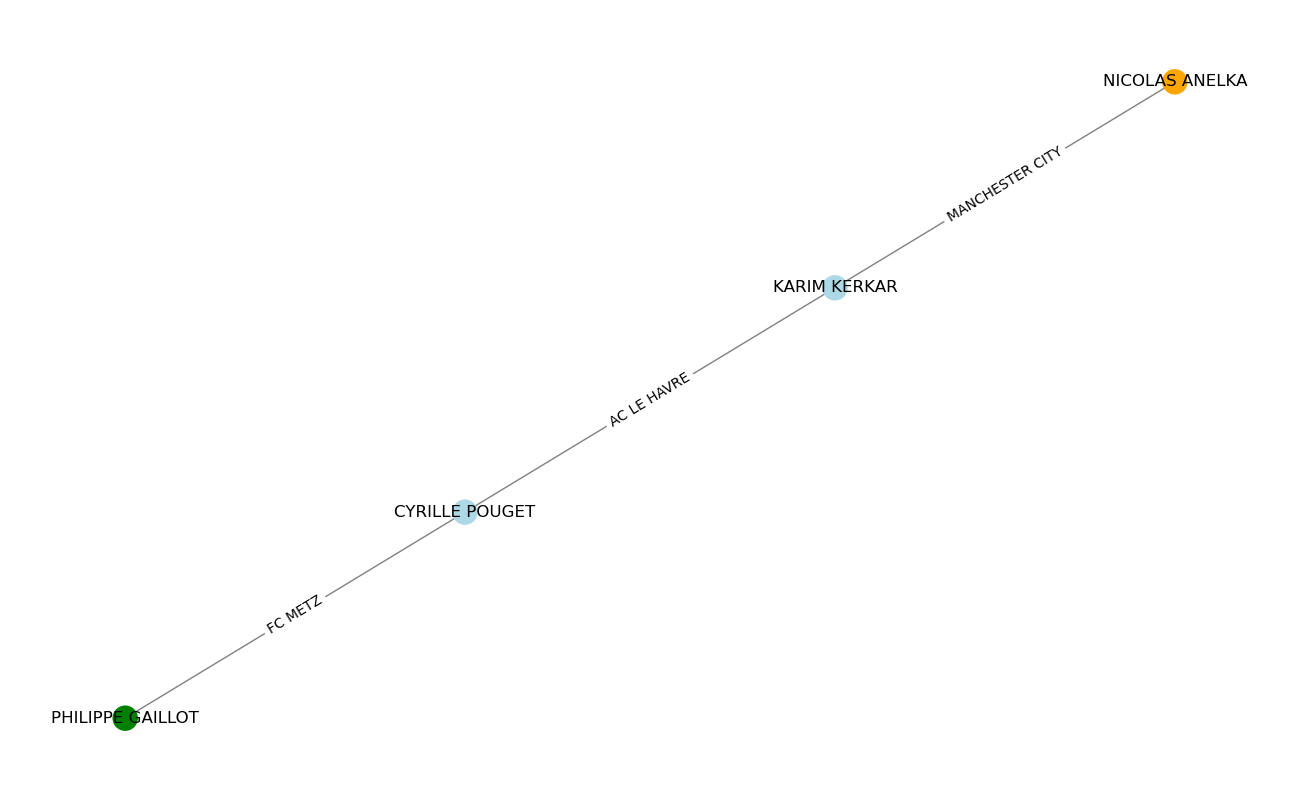 NICOLAS ANELKA
MANCHESTER CITY
KARIM KERKAR
AC LE HAVRE
CYRILLE POUGET
FC METZ
PHILIPPE GAILLOT